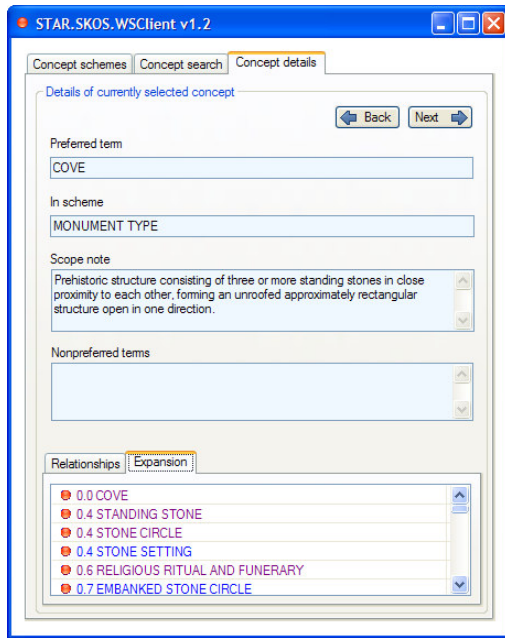 STAR.SKOS.WSClient v1.2
Concept schemes Concept search Concept details
Details of currently selected concept
Back Next
Preferred term
COVE
In scheme
MONUMENT TYPE
Scope note
Prehistoric structure consisting of three or more standing stones in close
proximity to each other, forming an unroofed approximately rectangular
structure open in one direction.
Nonpreferred terms
Relationships Expansion
0.0 COVE
0.4 STANDING STONE
0.4 STONE CIRCLE
0.4 STONE SETTING
0.6 RELIGIOUS RITUAL AND FUNERARY
0.7 EMBANKED STONE CIRCLE